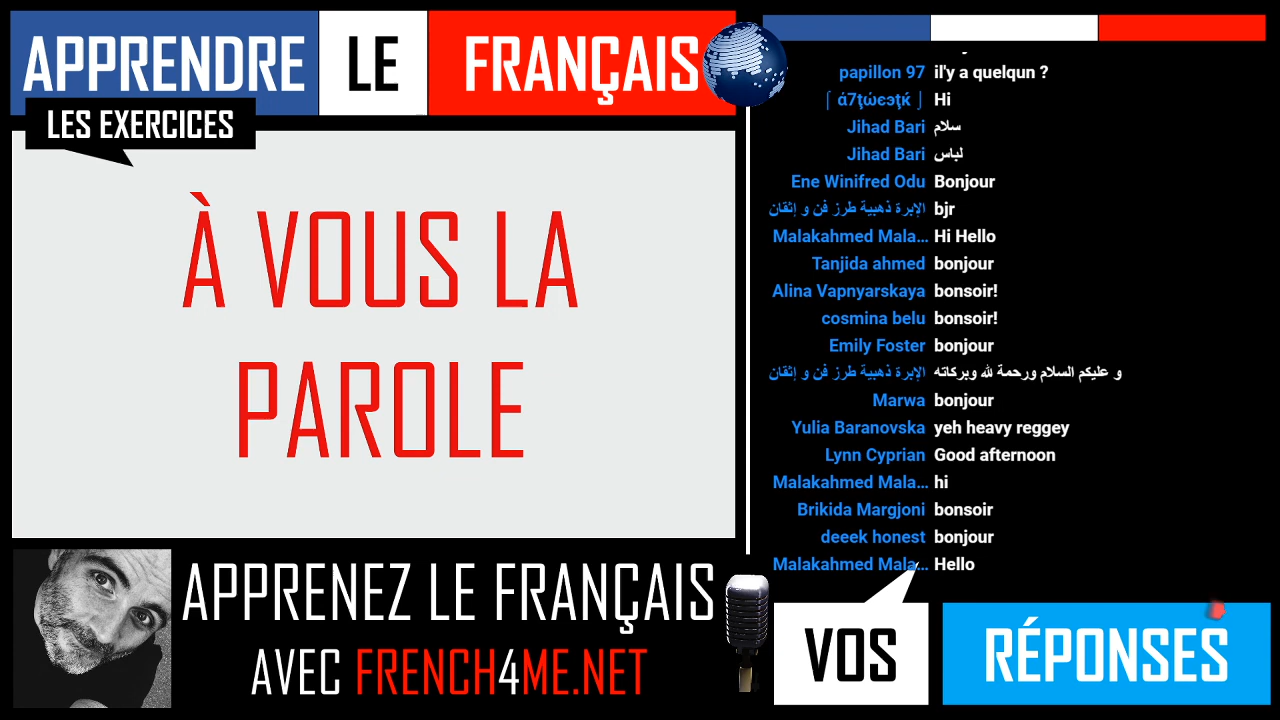 APPRENDRE LE FRANÇAIS
LES EXERCICES
À VOUS LA
PAROLE
APPRENEZ LE FRANÇAIS
AVEC FRENCH4ME.NET
papillon 97 il'y a quelqun ?
Hi
Jihad Bari سلام
Jihad Bari لباس
Ene Winifred Odu Bonjour
الإبرة ذهبية طرز فن و إتقان bjr
Malakahmed Mala… Hi Hello
Tanjida ahmed bonjour
Alina Vapnyarskaya bonsoir!
cosmina belu bonsoir!
Emily Foster bonjour
الإبرة ذهبية طرز فن و إتقان و عليكم السلام ورحمة لله وبركاته
Marwa bonjour
Yulia Baranovska yeh heavy reggey
Lynn Cyprian Good afternoon
Malakahmed Mala… hi
Brikida Margjoni bonsoir
deeek honest bonjour
Malakahmed Mala… Hello
VOS RÉPONSES